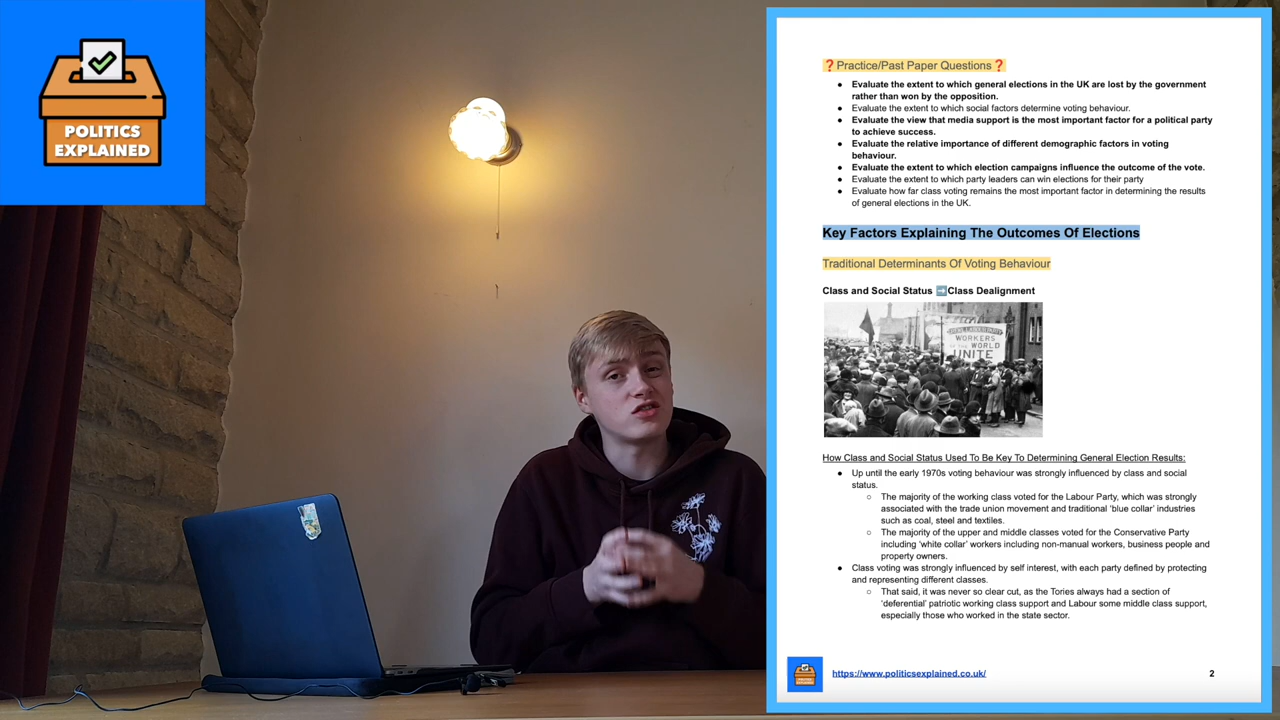 POLITICS
EXPLAINED
❓Practice/Past Paper Questions❓
● Evaluate the extent to which general elections in the UK are lost by the government
rather than won by the opposition.
● Evaluate the extent to which social factors determine voting behaviour.
● Evaluate the view that media support is the most important factor for a political party
to achieve success.
● Evaluate the relative importance of different demographic factors in voting
behaviour.
● Evaluate the extent to which election campaigns influence the outcome of the vote.
● Evaluate the extent to which party leaders can win elections for their party
● Evaluate how far class voting remains the most important factor in determining the results
of general elections in the UK.
Key Factors Explaining The Outcomes Of Elections
Traditional Determinants Of Voting Behaviour
Class and Social Status ➡️Class Dealignment
WORKERS
WORLD
UNITE
How Class and Social Status Used To Be Key To Determining General Election Results:
● Up until the early 1970s voting behaviour was strongly influenced by class and social
status.
○ The majority of the working class voted for the Labour Party, which was strongly
associated with the trade union movement and traditional ‘blue collar’ industries
such as coal, steel and textiles.
○ The majority of the upper and middle classes voted for the Conservative Party
including ‘white collar’ workers including non-manual workers, business people and
property owners.
● Class voting was strongly influenced by self interest, with each party defined by protecting
and representing different classes.
○ That said, it was never so clear cut, as the Tories always had a section of
‘deferential’ patriotic working class support and Labour some middle class support,
especially those who worked in the state sector.
https://www.politicsexplained.co.uk/
2